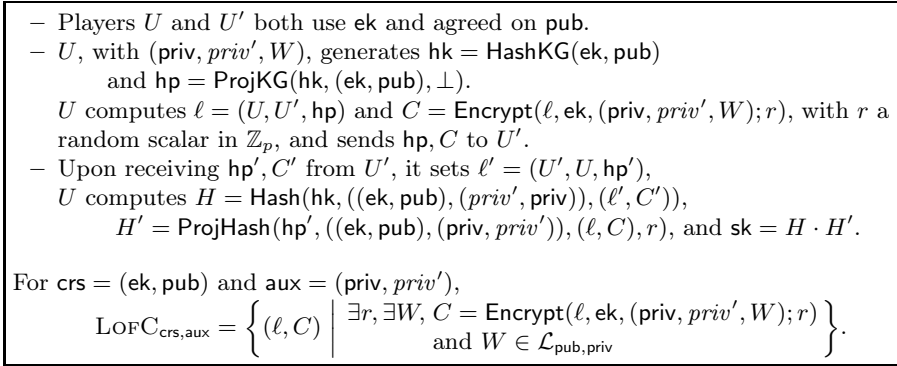 – Players U and U′ both use ek and agreed on pub.
– U, with (priv, priv′, W), generates hk = HashKG(ek, pub)
and hp = ProjKG(hk, (ek, pub), ⊥).
U computes ℓ = (U, U′, hp) and C = Encrypt(ℓ, ek, (priv, priv′, W); r), with r a
random scalar in ℤp, and sends hp, C to U′.
– Upon receiving hp′, C′ from U′, it sets ℓ′ = (U′, U, hp′),
U computes H = Hash(hk, ((ek, pub), (priv′, priv)), (ℓ′, C′)),
H′ = ProjHash(hp′, ((ek, pub), (priv, priv′)), (ℓ, C), r), and sk = H · H′.
For crs = (ek, pub) and aux = (priv, priv′),
LOFCcrs,aux = { (ℓ, C) | ∃r, ∃W, C = Encrypt(ℓ, ek, (priv, priv′, W); r)
and W ∈ ℒpub,priv }.